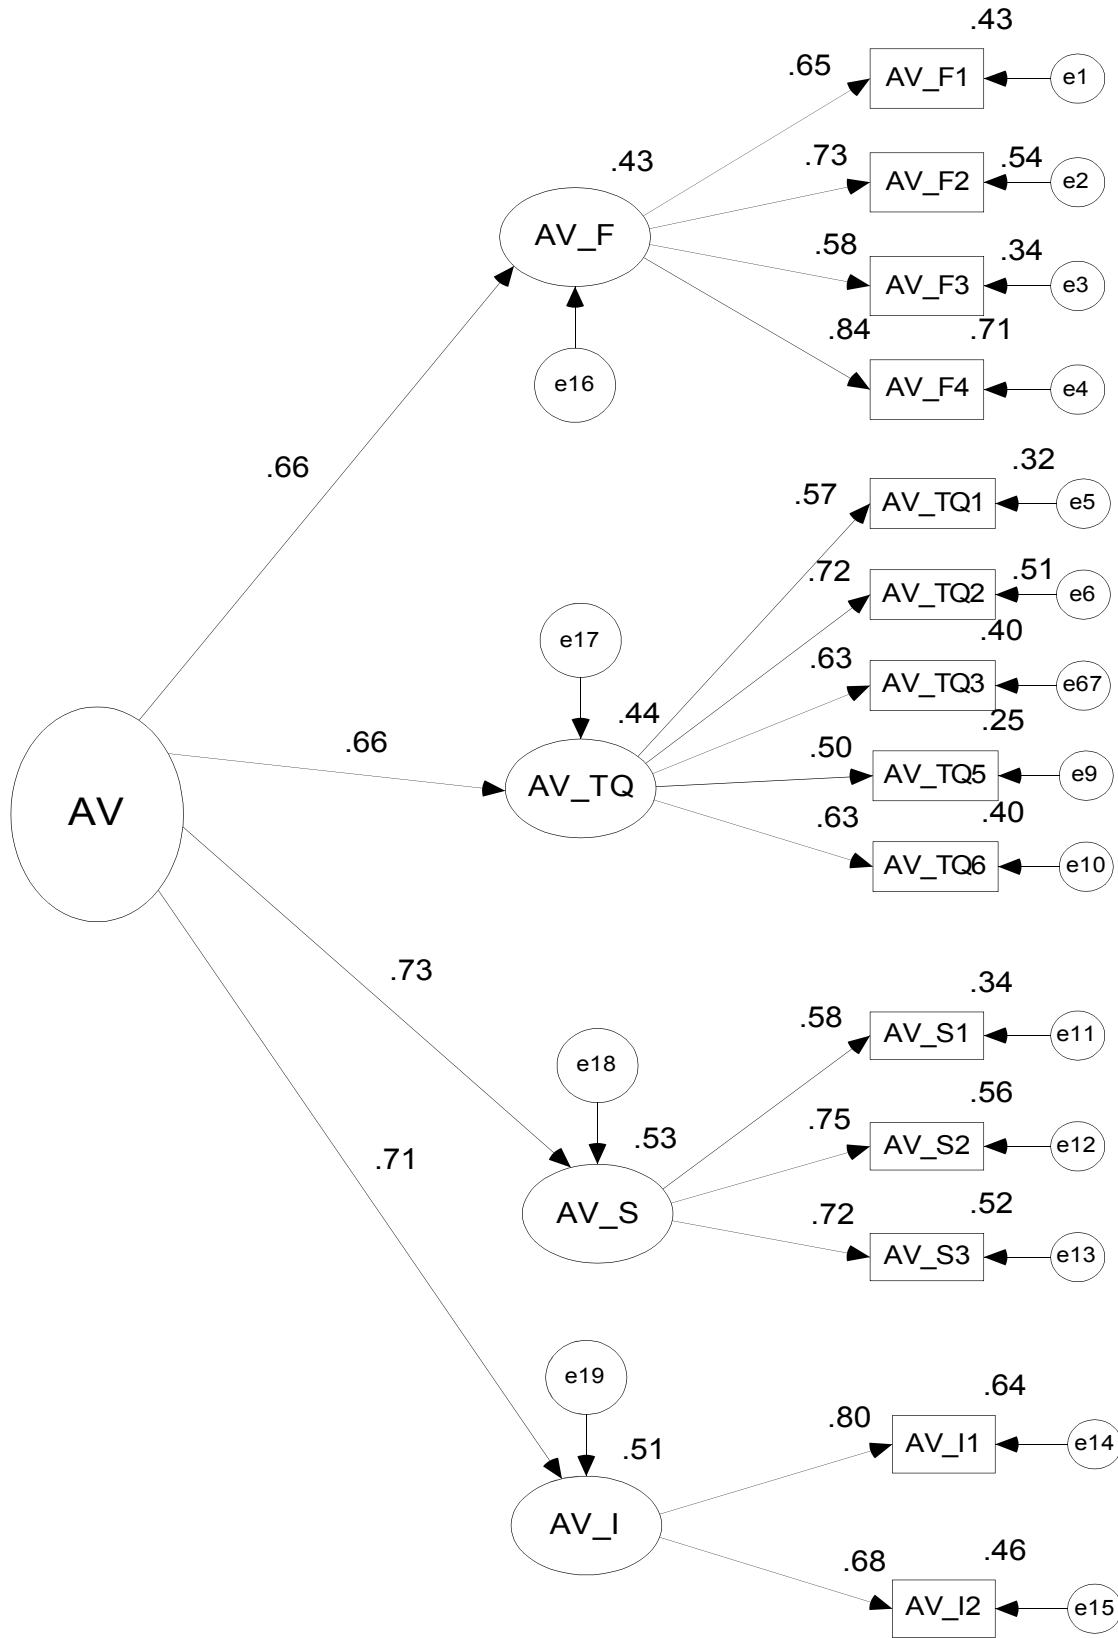 .43
.65
AV_F1
e1
.43
.73
.54
AV_F2
e2
AV_F
.58
.34
AV_F3
e3
.84
.71
e16
AV_F4
e4
.66
.32
.57
AV_TQ1
e5
.72
.51
AV_TQ2
e6
e17
.40
.63
AV_TQ3
e67
.44
.25
.66
.50
AV_TQ
AV_TQ5
e9
AV
.63
.40
AV_TQ6
e10
.73
.34
.58
AV_S1
e11
e18
.56
.75
.53
AV_S2
e12
.71
AV_S
.52
.72
AV_S3
e13
e19
.64
.80
.51
AV_I1
e14
AV_I
.68
.46
AV_I2
e15